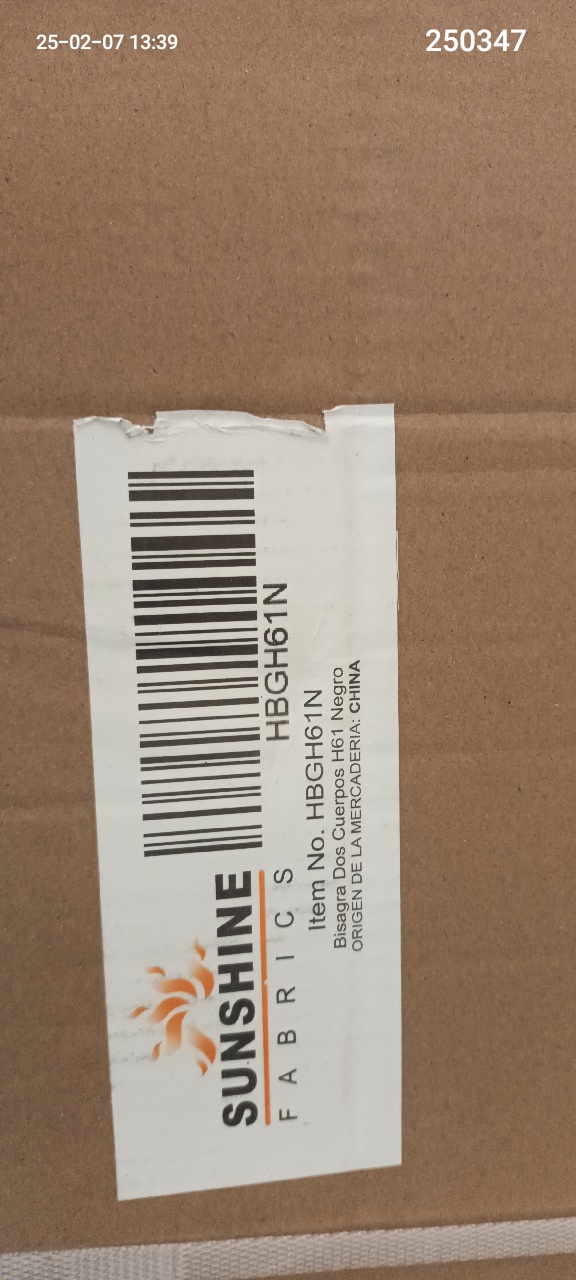 25-02-07 13:39
250347
SUNSHINE
FABRICS
HBGH61N
Item No. HBGH61N
Bisagra Dos Cuerpos H61 Negro
ORIGEN DE LA MERCADERIA: CHINA